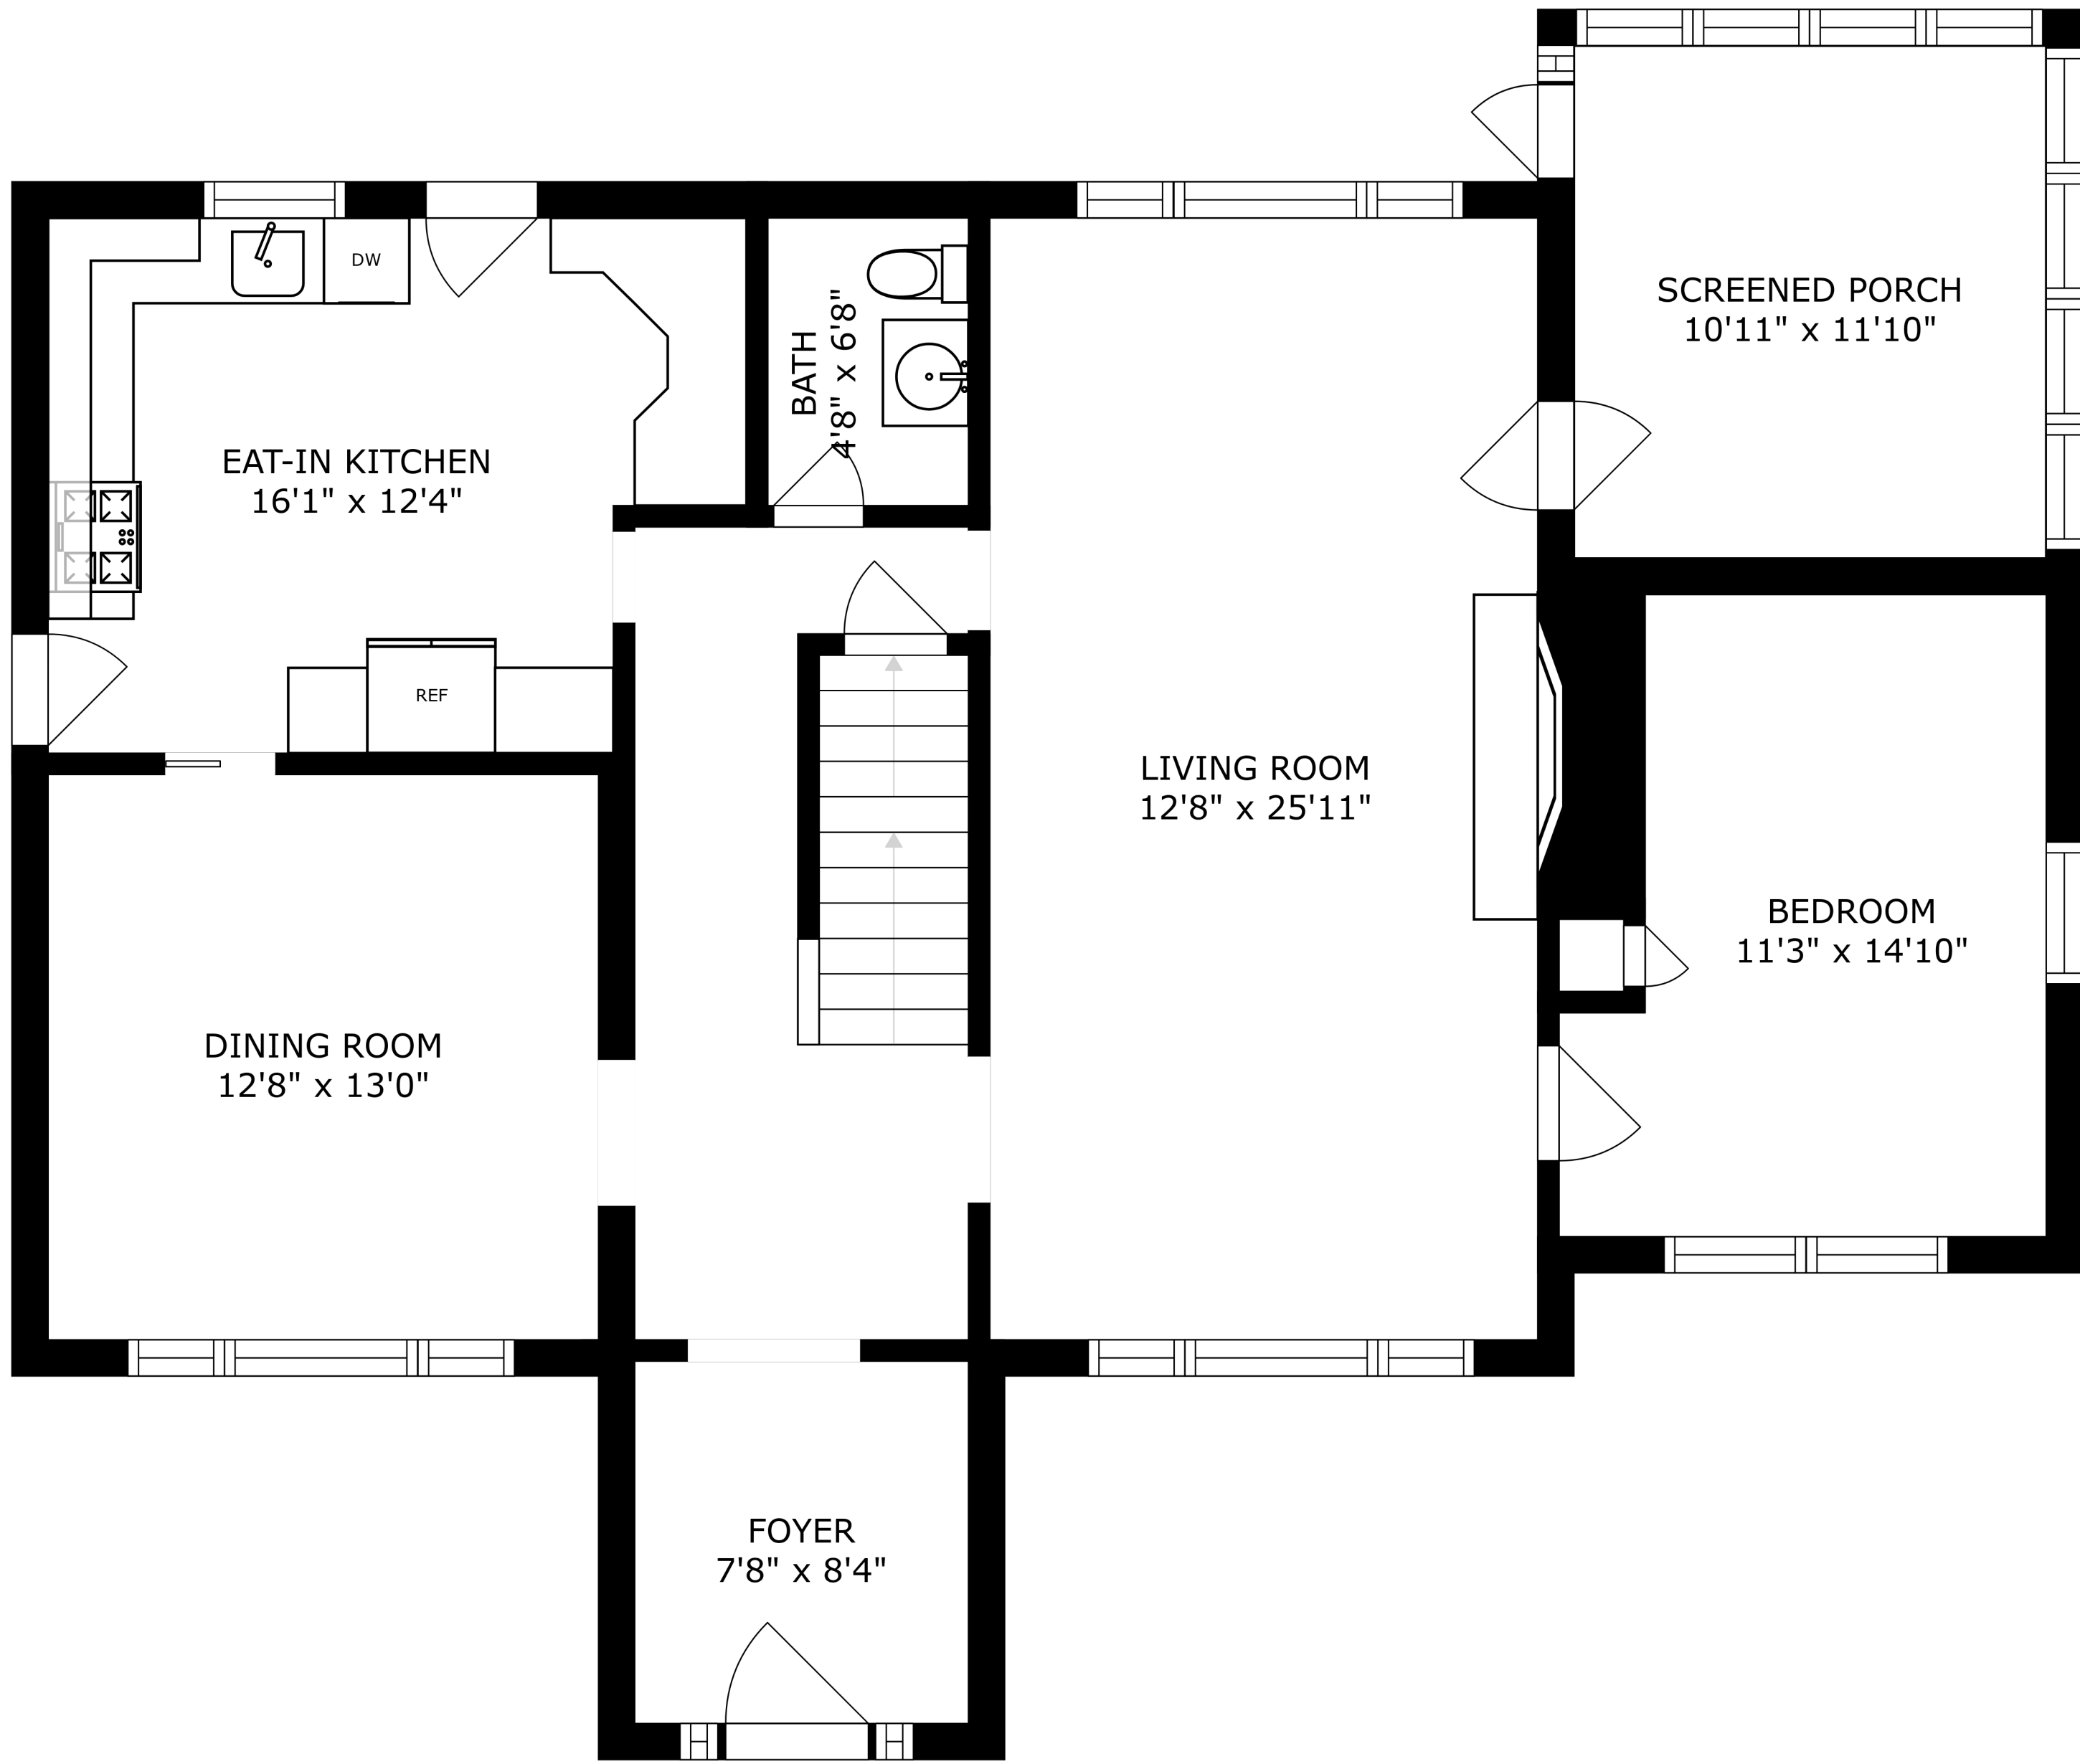 SCREENED PORCH
10'11" x 11'10"
DW
BATH
4'8" x 6'8"
EAT-IN KITCHEN
16'1" x 12'4"
REF
LIVING ROOM
12'8" x 25'11"
BEDROOM
11'3" x 14'10"
DINING ROOM
12'8" x 13'0"
FOYER
7'8" x 8'4"